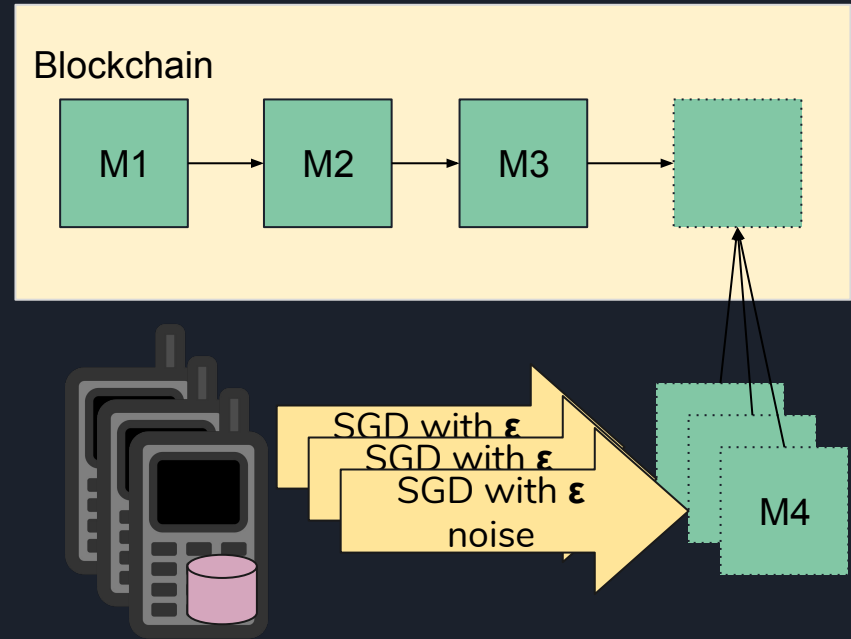 Blockchain
M1
M2
M3
SGD with ε
SGD with ε
SGD with ε
noise
M4